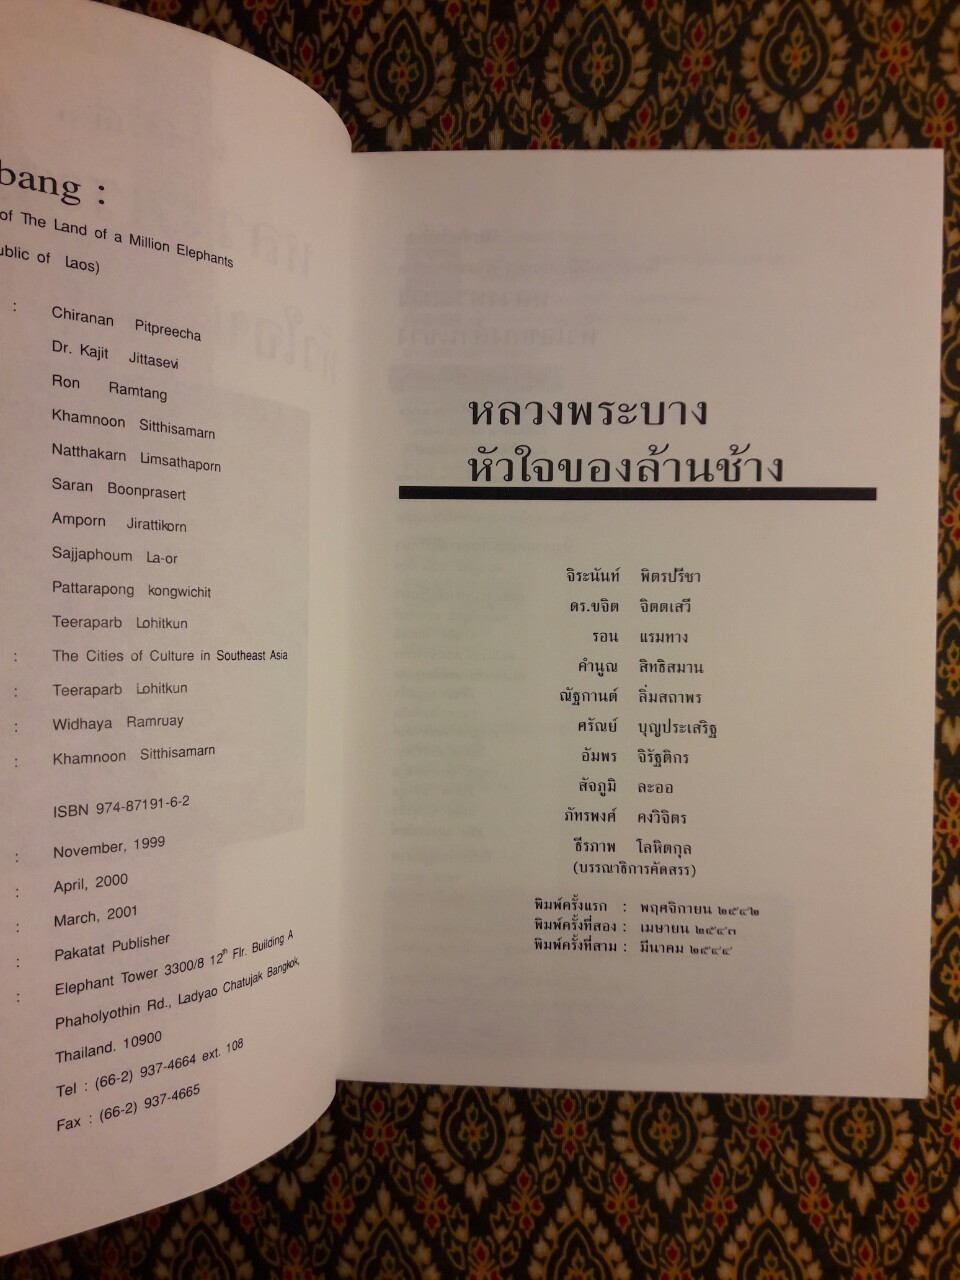 bang :
of The Land of a Million Elephants
ublic of Laos)
: Chiranan Pitpreecha
Dr. Kajit Jittasevi
Ron Ramtang
Khamnoon Sitthisamarn
Natthakarn Limsathaporn
Saran Boonprasert
Amporn Jirattikorn
Sajjaphoum La-or
Pattarapong kongwichit
Teeraparb Lohitkun
: The Cities of Culture in Southeast Asia
: Teeraparb Lohitkun
: Widhaya Ramruay
: Khamnoon Sitthisamarn
ISBN 974-87191-6-2
: November, 1999
: April, 2000
: March, 2001
: Pakatat Publisher
: Elephant Tower 3300/8 12th Flr. Building A
Phaholyothin Rd., Ladyao Chatujak Bangkok,
Thailand. 10900
Tel : (66-2) 937-4664 ext. 108
Fax : (66-2) 937-4665
หลวงพระบาง
หัวใจของล้านช้าง
จิระนันท์ พิตรปรีชา
ดร.ขจิต จิตตเสวี
รอน แรมทาง
คำนูณ สิทธิสมาน
ณัฐกานต์ ลิ่มสถาพร
ศรัณย์ บุญประเสริฐ
อัมพร จิรัฐติกร
สัจภูมิ ละออ
ภัทรพงศ์ คงวิจิตร
ธีรภาพ โลหิตกุล
(บรรณาธิการคัดสรร)
พิมพ์ครั้งแรก : พฤศจิกายน ๒๕๔๒
พิมพ์ครั้งที่สอง : เมษายน ๒๕๔๓
พิมพ์ครั้งที่สาม : มีนาคม ๒๕๔๔